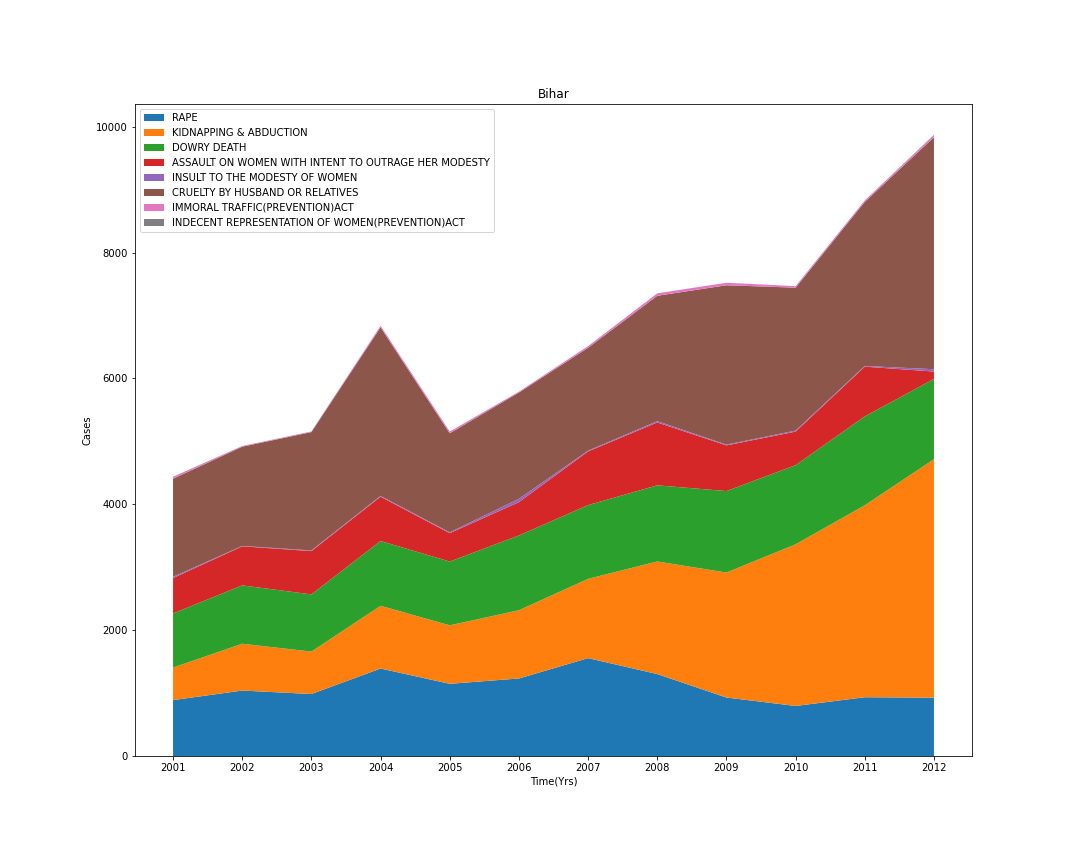 Bihar
RAPE
KIDNAPPING & ABDUCTION
DOWRY DEATH
ASSAULT ON WOMEN WITH INTENT TO OUTRAGE HER MODESTY
INSULT TO THE MODESTY OF WOMEN
CRUELTY BY HUSBAND OR RELATIVES
IMMORAL TRAFFIC(PREVENTION)ACT
INDECENT REPRESENTATION OF WOMEN(PREVENTION)ACT
10000
8000
6000
4000
2000
0
Cases
2001 2002 2003 2004 2005 2006 2007 2008 2009 2010 2011 2012
Time(Yrs)